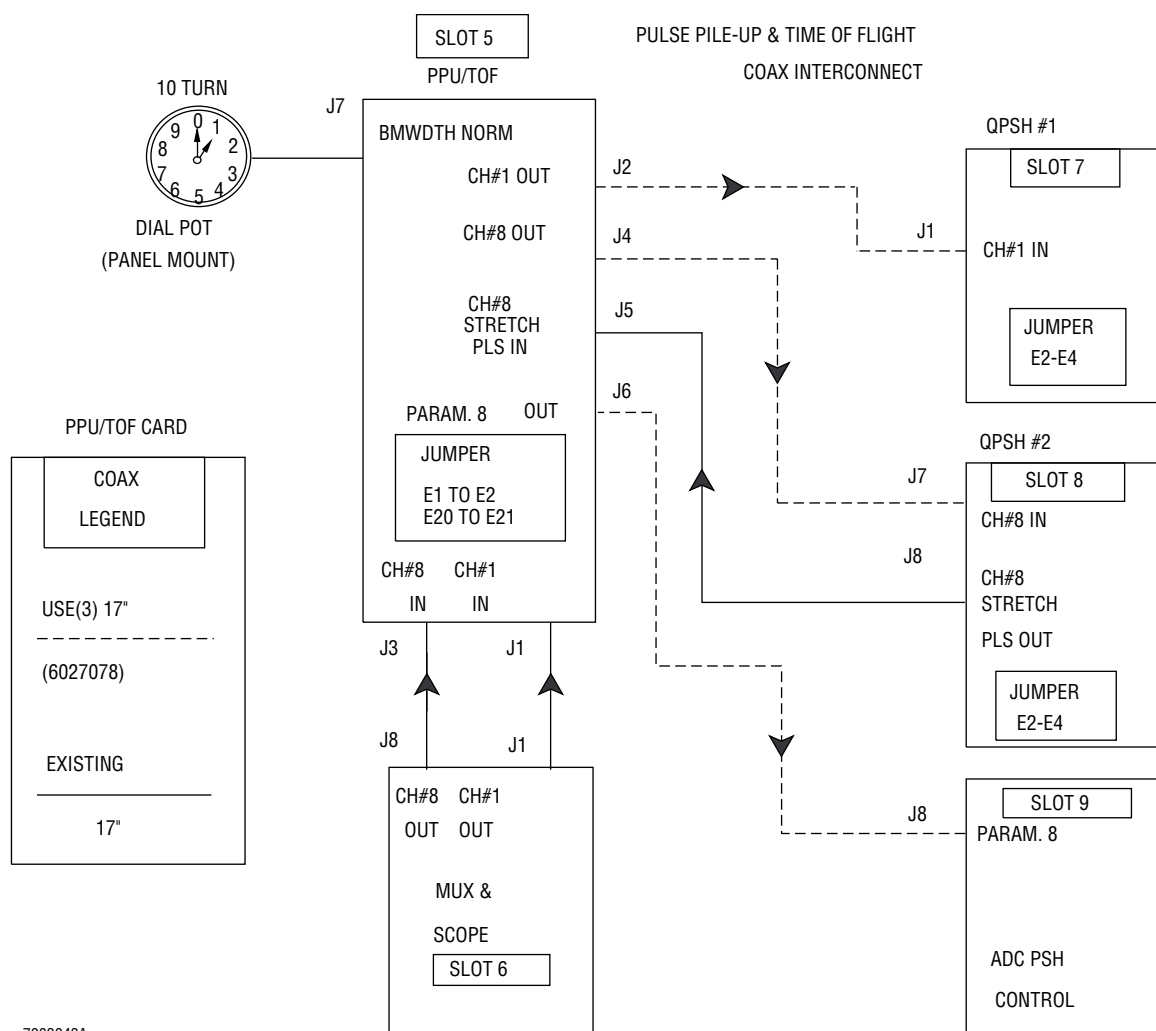 SLOT 5
PPU/TOF
PULSE PILE-UP & TIME OF FLIGHT
COAX INTERCONNECT
10 TURN
0
1
2
3
4
5
6
7
8
9
DIAL POT
(PANEL MOUNT)
J7
BMWDTH NORM
CH#1 OUT
CH#8 OUT
CH#8
STRETCH
PLS IN
PARAM. 8 OUT
JUMPER
E1 TO E2
E20 TO E21
CH#8 CH#1
IN IN
J2
J4
J5
J6
J1
QPSH #1
SLOT 7
CH#1 IN
JUMPER
E2-E4
QPSH #2
SLOT 8
J7
CH#8 IN
J8
CH#8
STRETCH
PLS OUT
JUMPER
E2-E4
J8
SLOT 9
PARAM. 8
ADC PSH
CONTROL
PPU/TOF CARD
COAX
LEGEND
USE(3) 17"
(6027078)
EXISTING
17"
J3 J1
J8 J1
CH#8 CH#1
OUT OUT
MUX &
SCOPE
SLOT 6